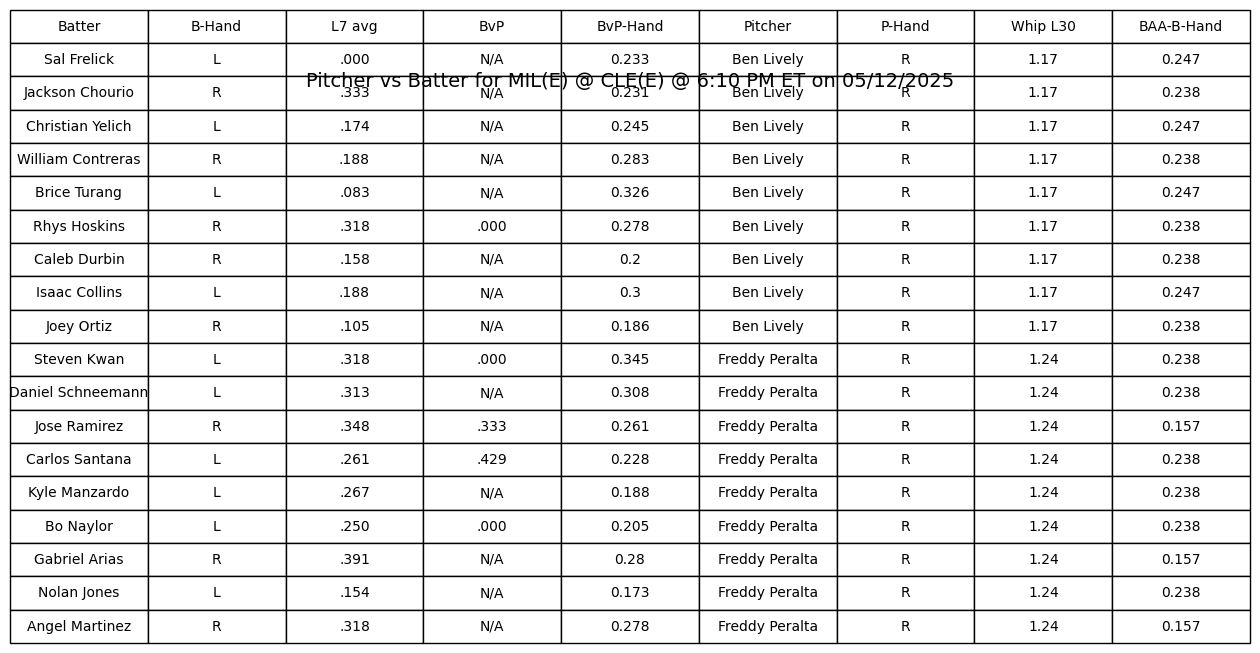 Batter B-Hand L7 avg BvP BvP-Hand Pitcher P-Hand Whip L30 BAA-B-Hand
Sal Frelick L .000 N/A 0.233 Ben Lively R 1.17 0.247
Pitcher vs Batter for MIL(E) @ CLE(E) @ 6:10 PM ET on 05/12/2025
Jackson Chourio R .333 N/A 0.231 Ben Lively R 1.17 0.238
Christian Yelich L .174 N/A 0.245 Ben Lively R 1.17 0.247
William Contreras R .188 N/A 0.283 Ben Lively R 1.17 0.238
Brice Turang L .083 N/A 0.326 Ben Lively R 1.17 0.247
Rhys Hoskins R .318 .000 0.278 Ben Lively R 1.17 0.238
Caleb Durbin R .158 N/A 0.2 Ben Lively R 1.17 0.238
Isaac Collins L .188 N/A 0.3 Ben Lively R 1.17 0.247
Joey Ortiz R .105 N/A 0.186 Ben Lively R 1.17 0.238
Steven Kwan L .318 .000 0.345 Freddy Peralta R 1.24 0.238
Daniel Schneemann L .313 N/A 0.308 Freddy Peralta R 1.24 0.238
Jose Ramirez R .348 .333 0.261 Freddy Peralta R 1.24 0.157
Carlos Santana L .261 .429 0.228 Freddy Peralta R 1.24 0.238
Kyle Manzardo L .267 N/A 0.188 Freddy Peralta R 1.24 0.238
Bo Naylor L .250 .000 0.205 Freddy Peralta R 1.24 0.238
Gabriel Arias R .391 N/A 0.28 Freddy Peralta R 1.24 0.157
Nolan Jones L .154 N/A 0.173 Freddy Peralta R 1.24 0.238
Angel Martinez R .318 N/A 0.278 Freddy Peralta R 1.24 0.157